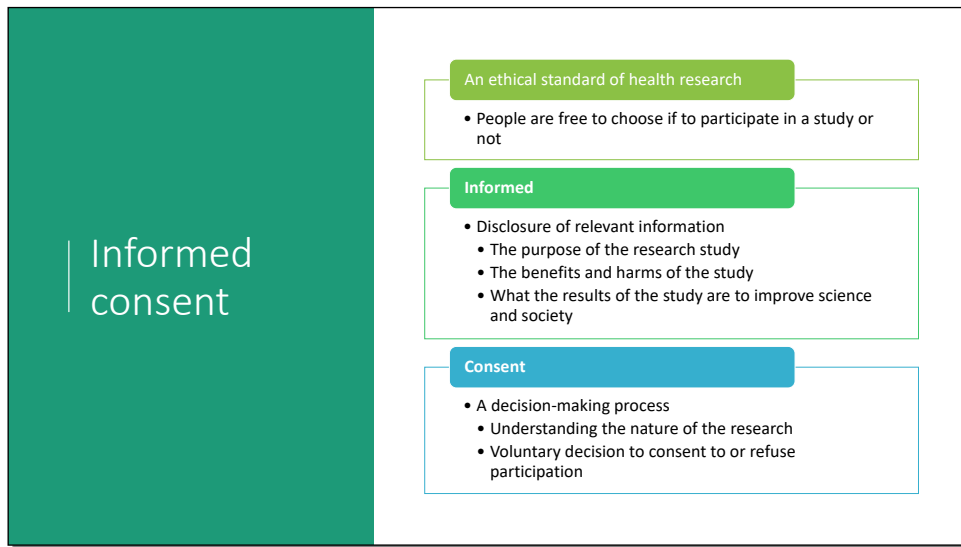 Informed
consent
An ethical standard of health research
• People are free to choose if to participate in a study or
not
Informed
• Disclosure of relevant information
• The purpose of the research study
• The benefits and harms of the study
• What the results of the study are to improve science
and society
Consent
• A decision-making process
• Understanding the nature of the research
• Voluntary decision to consent to or refuse
participation